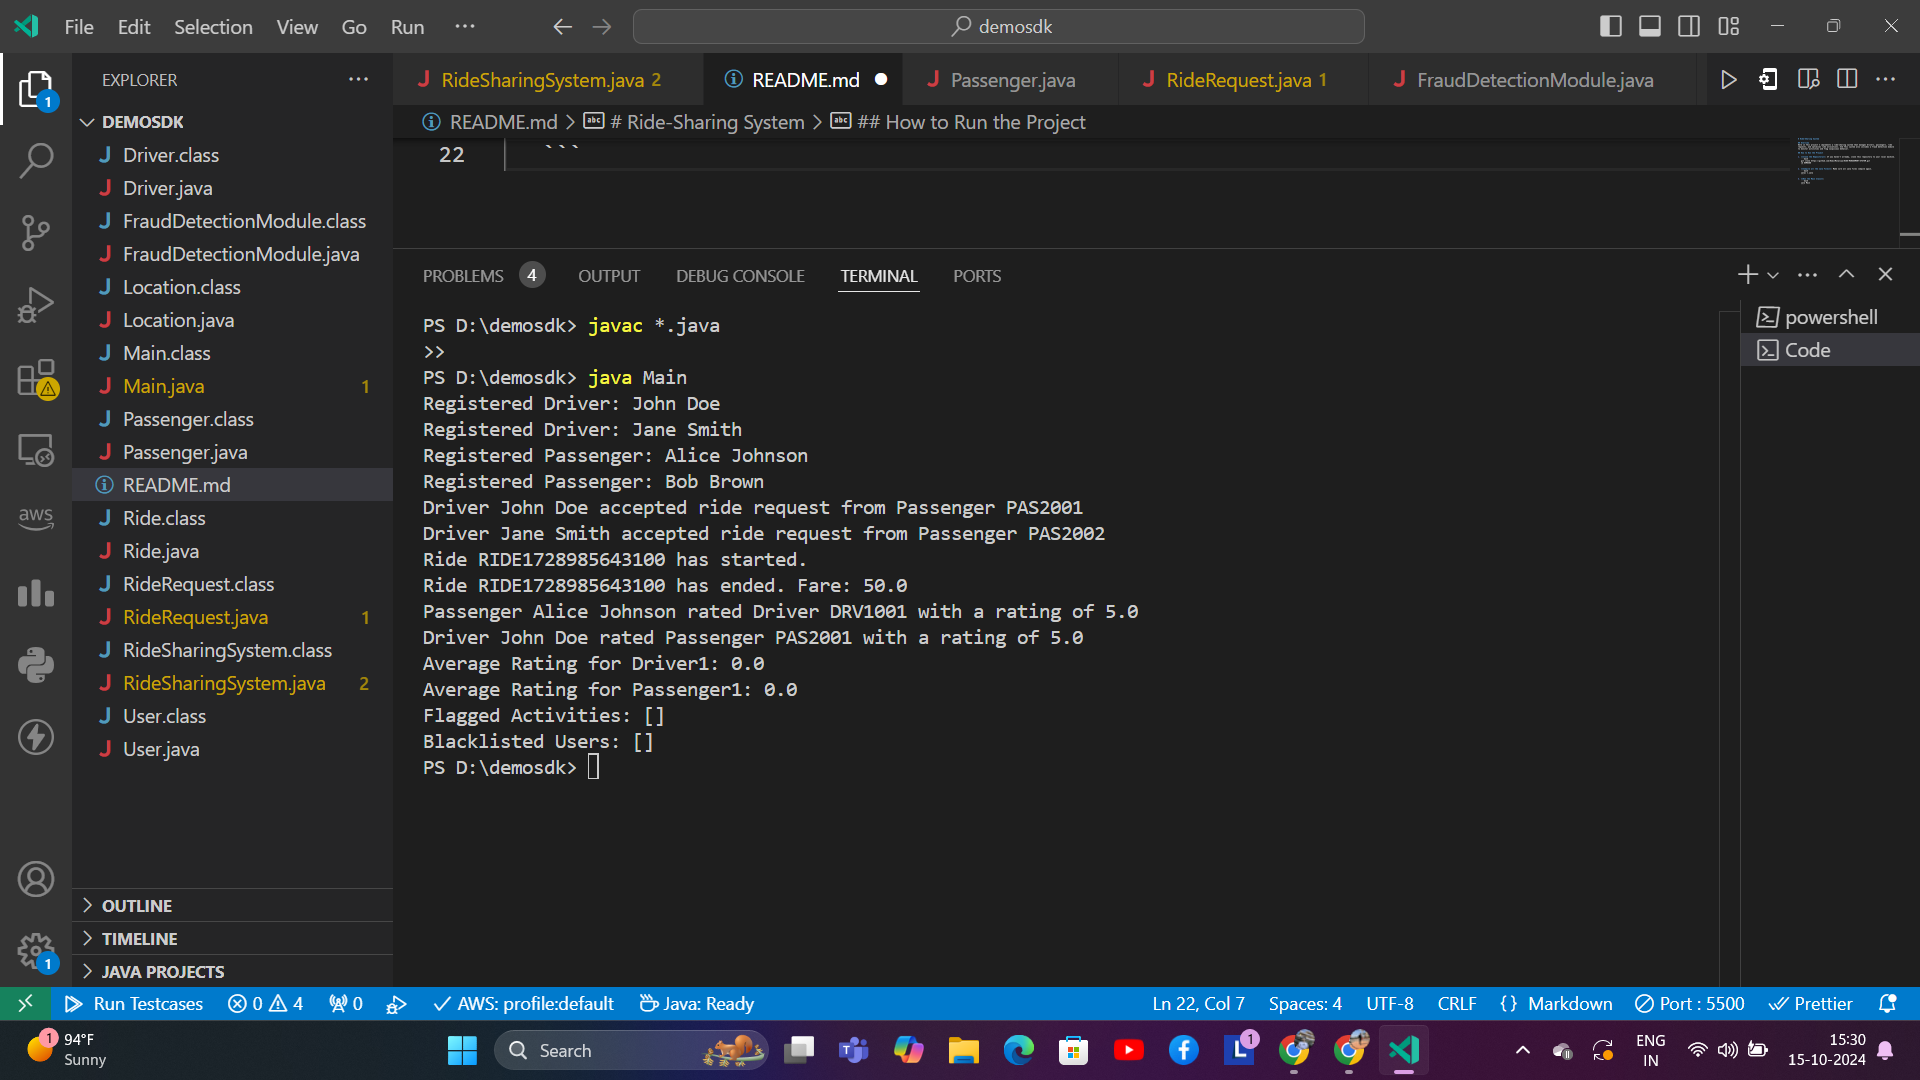 File Edit Selection View Go Run ··· demosdk
EXPLORER ···
DEMOSDK
Driver.class
Driver.java
FraudDetectionModule.class
FraudDetectionModule.java
Location.class
Location.java
Main.class
Main.java 1
Passenger.class
Passenger.java
README.md
Ride.class
Ride.java
RideRequest.class
RideRequest.java 1
RideSharingSystem.class
RideSharingSystem.java 2
User.class
User.java
OUTLINE
TIMELINE
JAVA PROJECTS
aws
1
1
RideSharingSystem.java 2 README.md Passenger.java RideRequest.java 1 FraudDetectionModule.java
README.md > # Ride-Sharing System > ## How to Run the Project
22 ```
PROBLEMS 4 OUTPUT DEBUG CONSOLE TERMINAL PORTS
PS D:\demosdk> javac *.java
>>
PS D:\demosdk> java Main
Registered Driver: John Doe
Registered Driver: Jane Smith
Registered Passenger: Alice Johnson
Registered Passenger: Bob Brown
Driver John Doe accepted ride request from Passenger PAS2001
Driver Jane Smith accepted ride request from Passenger PAS2002
Ride RIDE1728985643100 has started.
Ride RIDE1728985643100 has ended. Fare: 50.0
Passenger Alice Johnson rated Driver DRV1001 with a rating of 5.0
Driver John Doe rated Passenger PAS2001 with a rating of 5.0
Average Rating for Driver1: 0.0
Average Rating for Passenger1: 0.0
Flagged Activities: []
Blacklisted Users: []
PS D:\demosdk>
powershell
Code
Run Testcases 0 4 0 AWS: profile:default Java: Ready Ln 22, Col 7 Spaces: 4 UTF-8 CRLF {} Markdown Port : 5500 Prettier
1 94°F
Sunny
Search
T
L 1
ENG
IN
15:30
15-10-2024